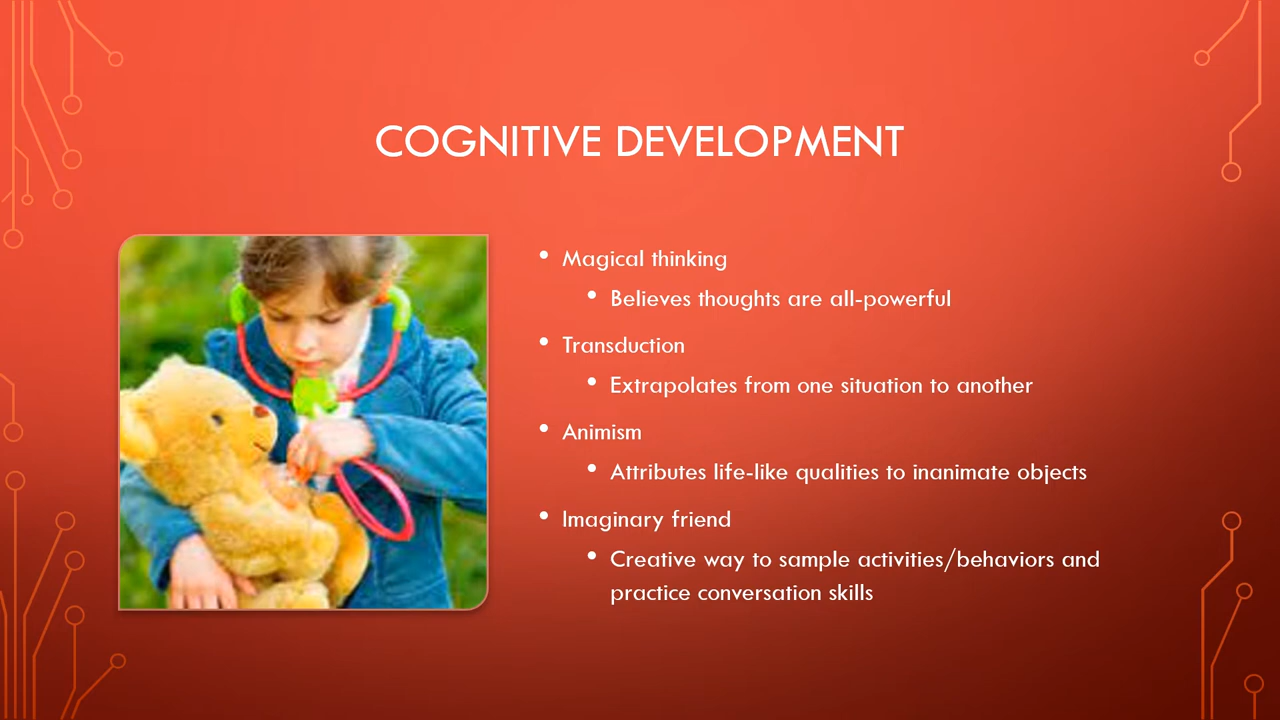 COGNITIVE DEVELOPMENT
• Magical thinking
• Believes thoughts are all-powerful
• Transduction
• Extrapolates from one situation to another
• Animism
• Attributes life-like qualities to inanimate objects
• Imaginary friend
• Creative way to sample activities/behaviors and
practice conversation skills